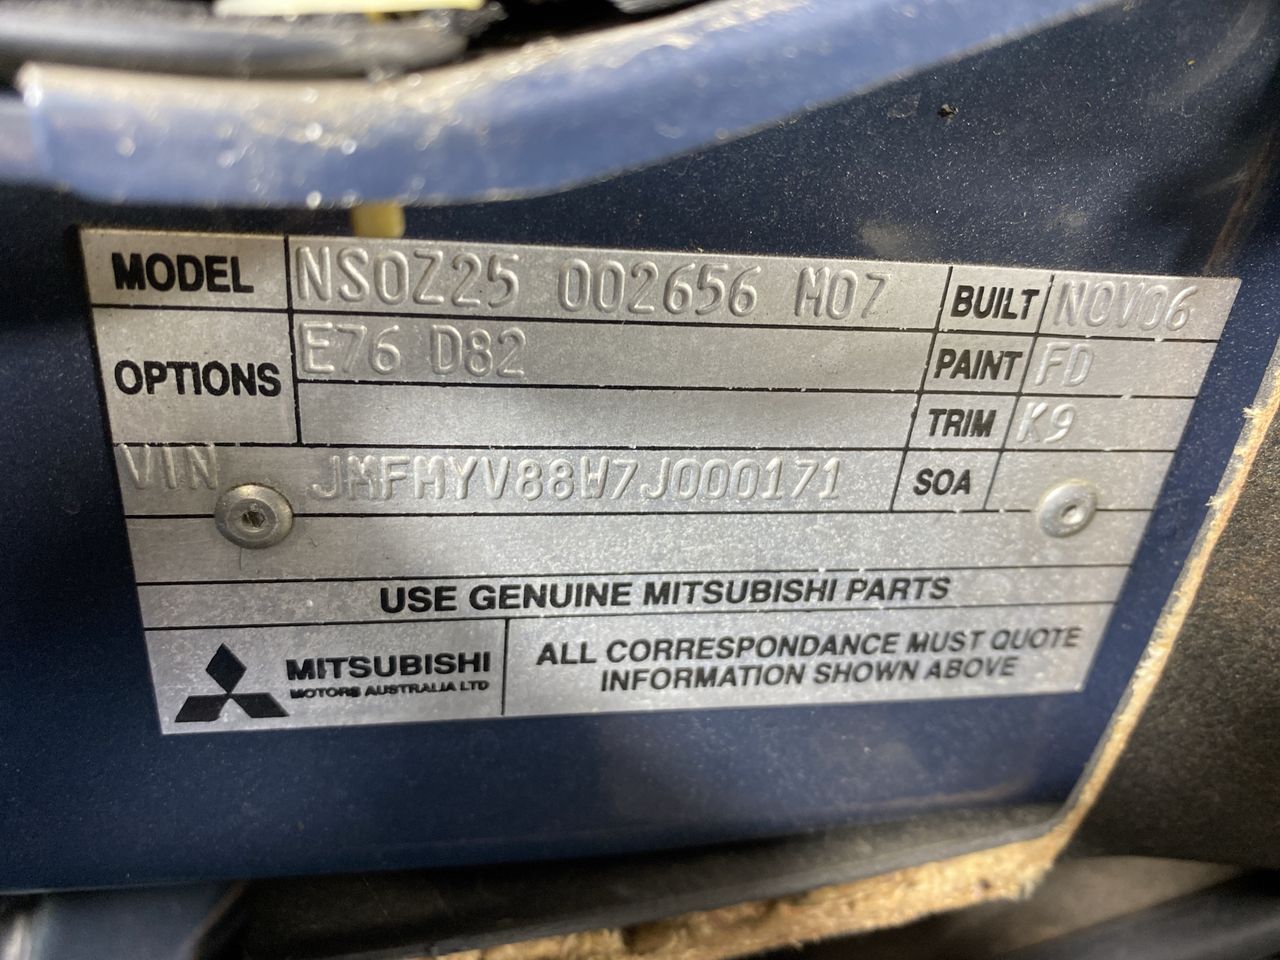 MODEL NS0Z25 002656 M07 BUILT NOV06
OPTIONS E76 D82 PAINT FD
TRIM K9
VIN JMFMYV88W7J000171 SOA
USE GENUINE MITSUBISHI PARTS
MITSUBISHI
MOTORS AUSTRALIA LTD
ALL CORRESPONDANCE MUST QUOTE
INFORMATION SHOWN ABOVE